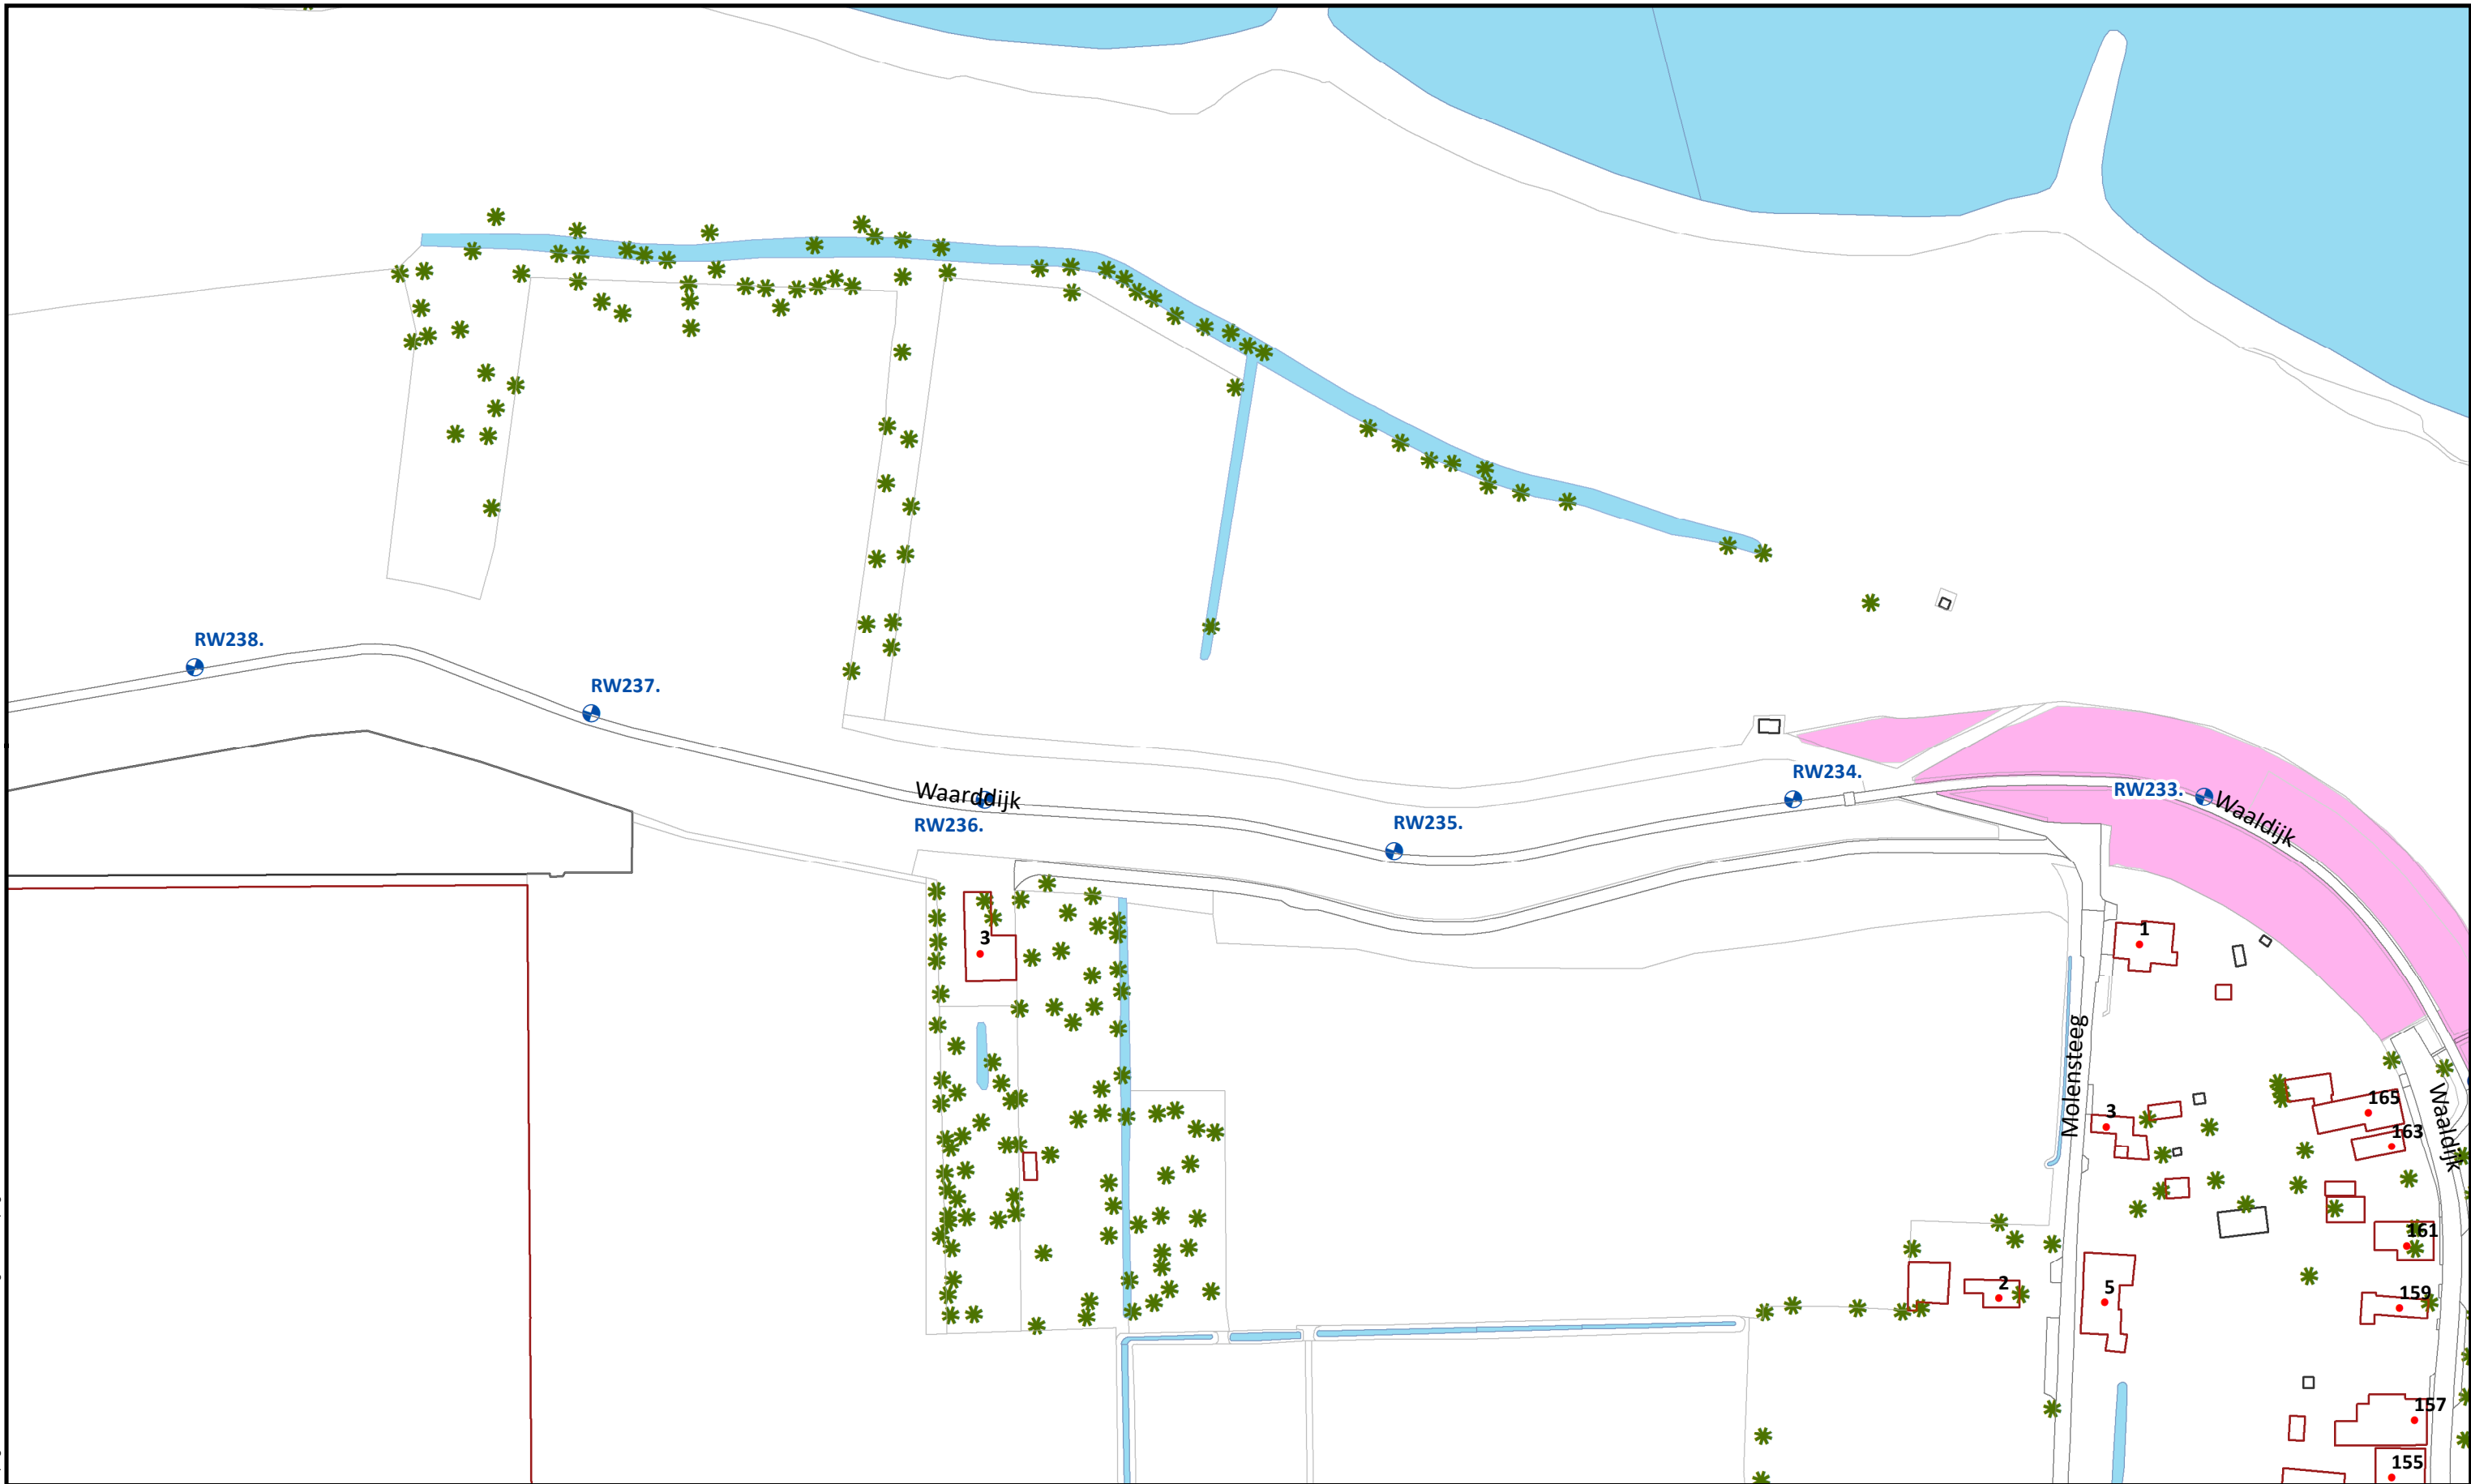 RW238.
RW237.
Waarddijk
RW236.
RW235.
RW234.
RW233.
Waaldijk
3
1
Molensteeg
3
165
163
Waaldijk
161
2
5
159
157
155